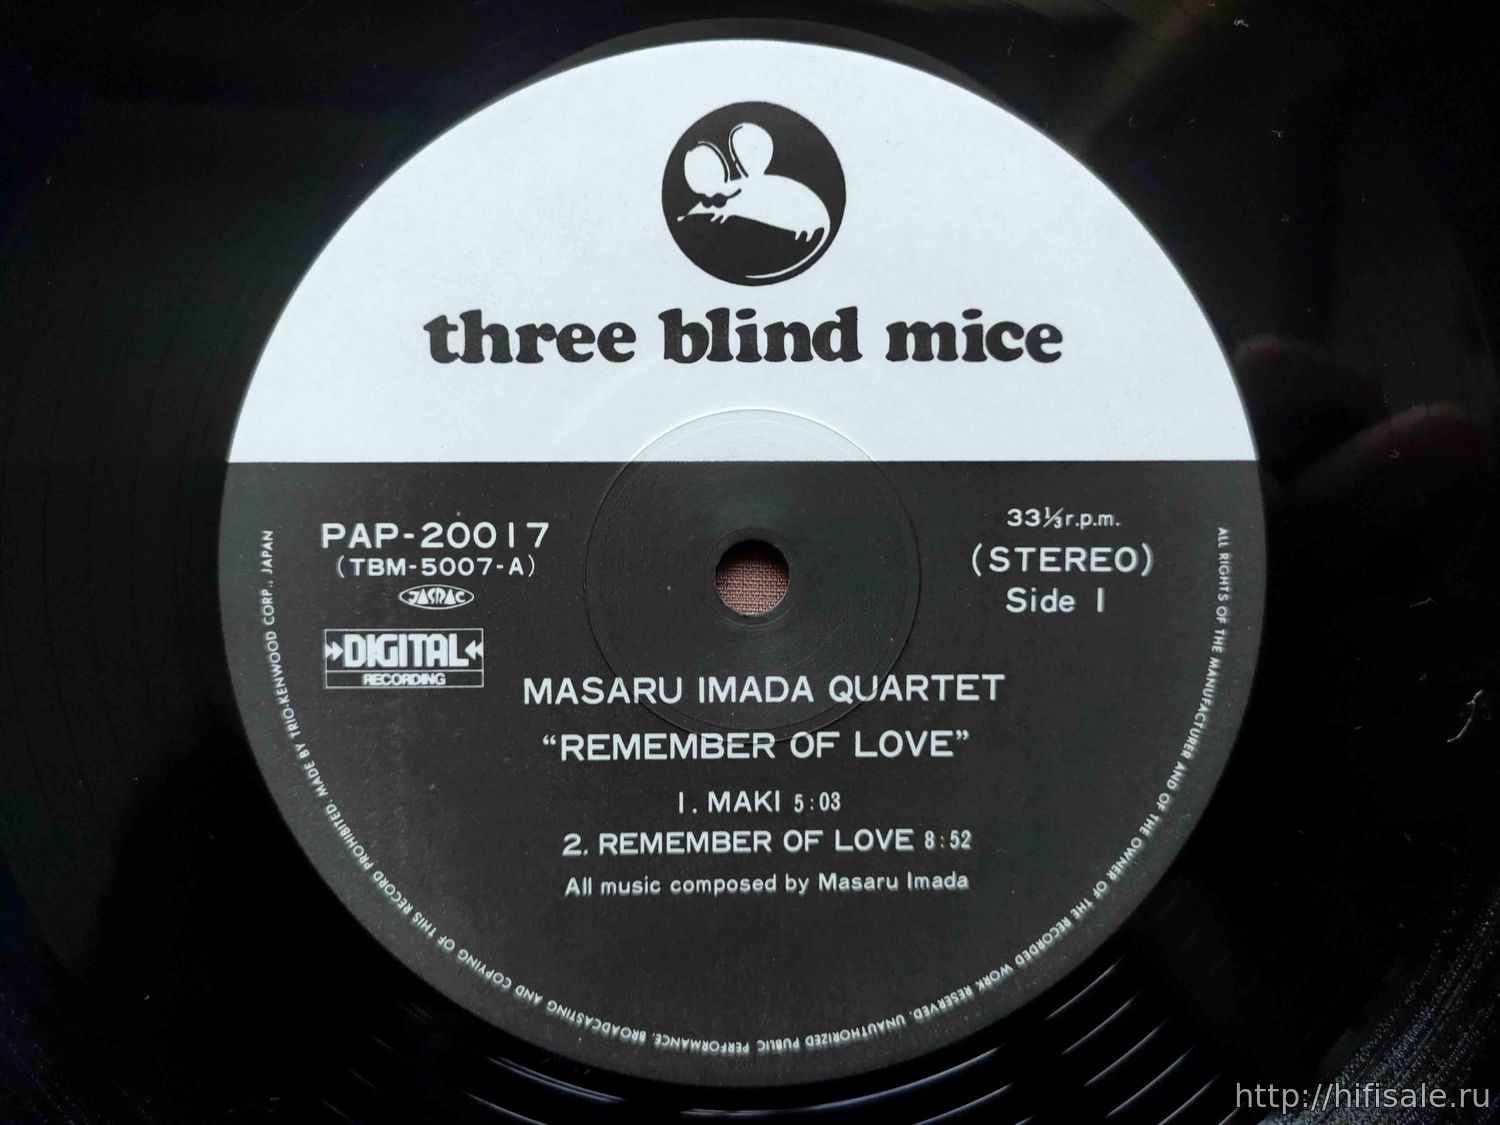 three blind mice
PAP-20017
(TBM-5007-A)
JASRAC
DIGITAL
RECORDING
33⅓r.p.m.
(STEREO)
Side 1
MASARU IMADA QUARTET
“REMEMBER OF LOVE”
1. MAKI 5:03
2. REMEMBER OF LOVE 8:52
All music composed by Masaru Imada
ALL RIGHTS OF THE MANUFACTURER AND OF THE OWNER OF THE RECORDED WORK RESERVED. UNAUTHORIZED PUBLIC PERFORMANCE, BROADCASTING AND COPYING OF THIS RECORD PROHIBITED. MADE BY TRIO-KENWOOD CORP., JAPAN
http://hifisale.ru